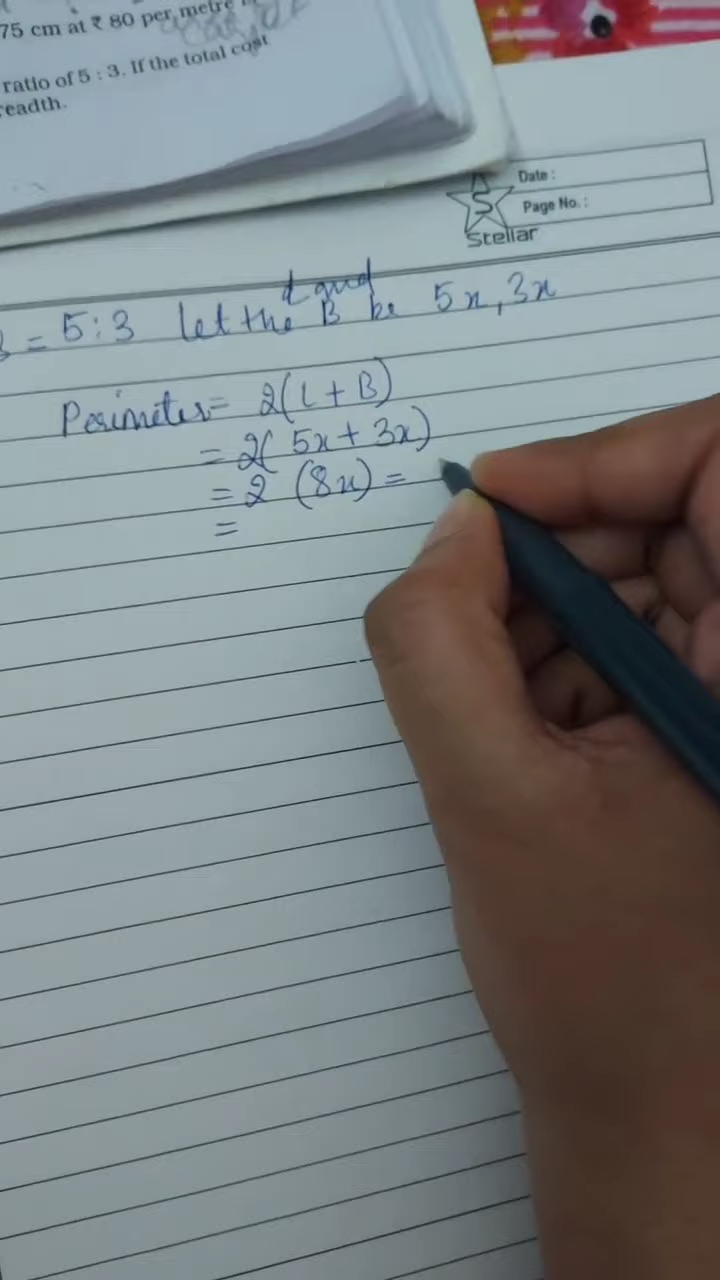 75 cm at ₹ 80 per metre
ratio of 5 : 3. If the total cost
readth.
Date :
Page No. :
S
Stellar
L and
B = 5:3 let the B be 5x, 3x
Perimeter = 2(L + B)
= 2( 5x + 3x)
= 2 (8x) =
=